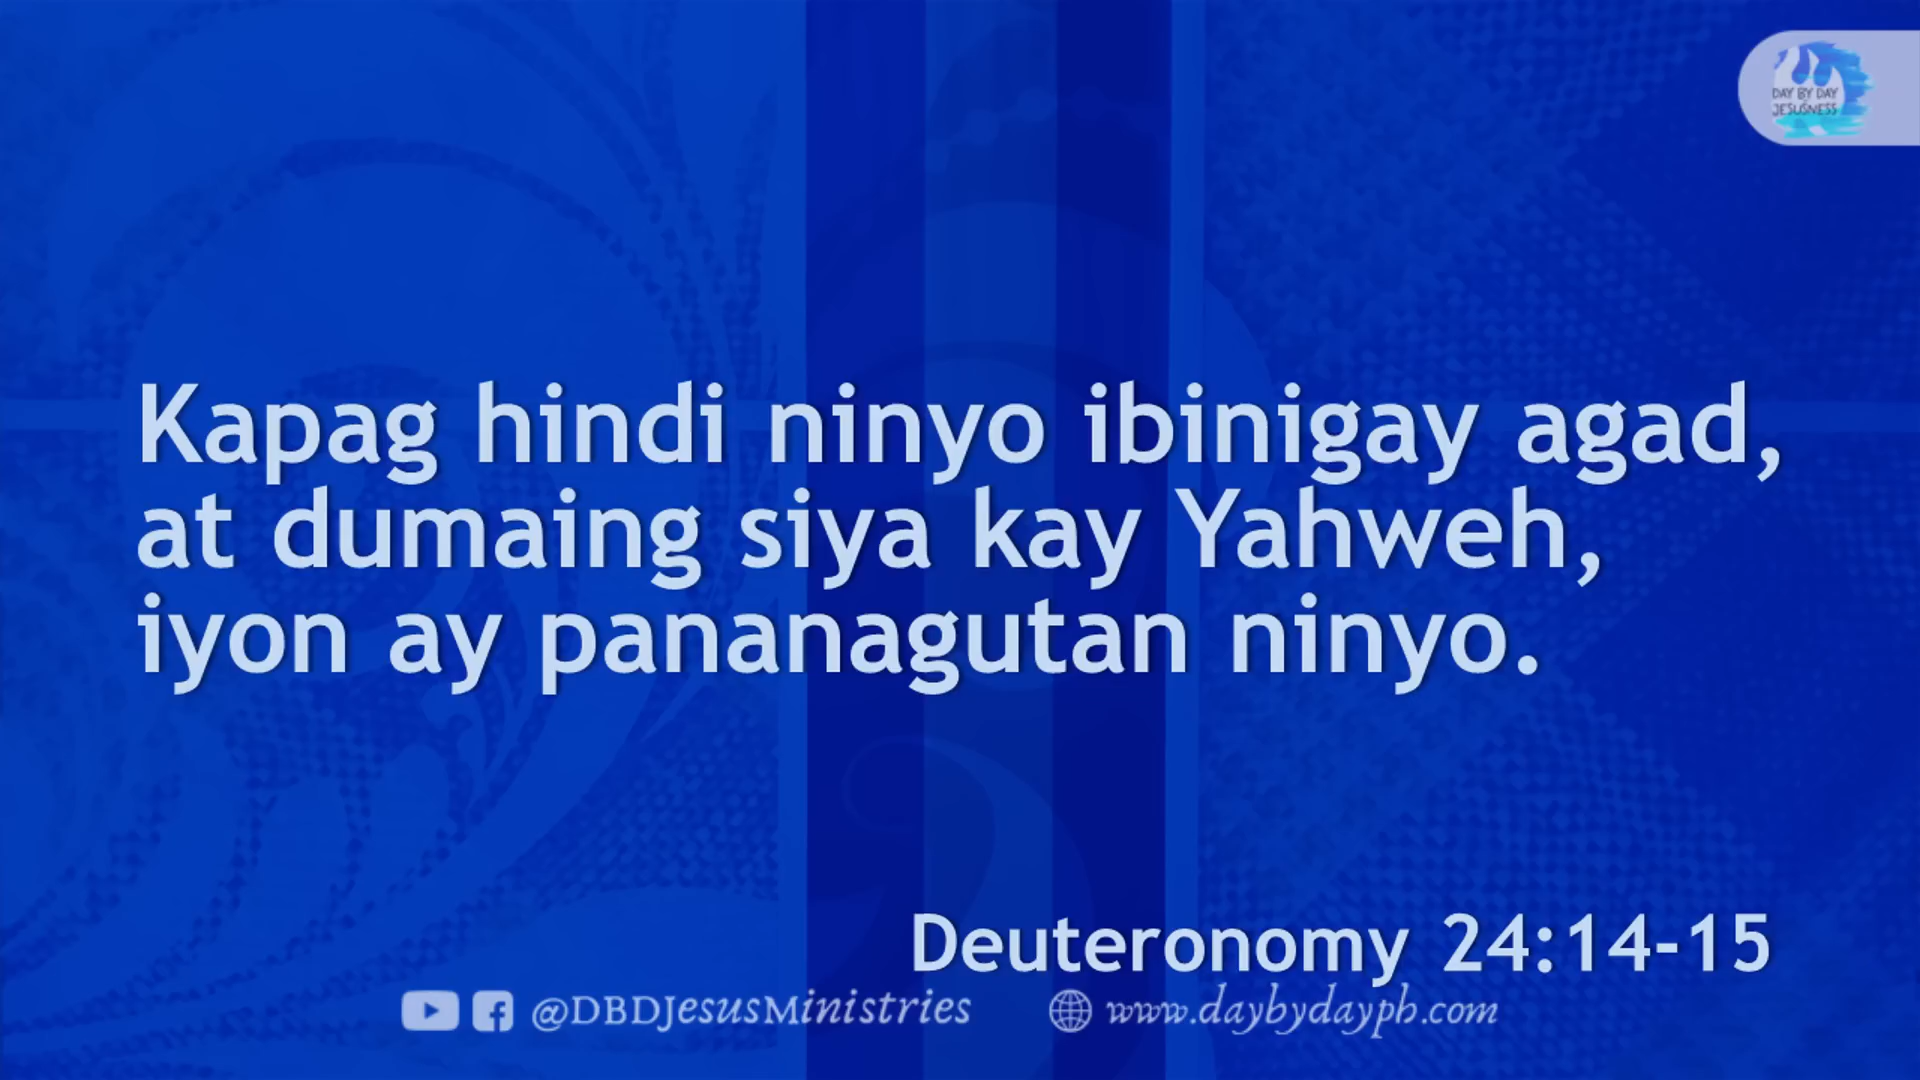 DAY BY DAY
JESUSNESS
Kapag hindi ninyo ibinigay agad,
at dumaing siya kay Yahweh,
iyon ay pananagutan ninyo.
Deuteronomy 24:14-15
@DBDJesusMinistries www.daybydayph.com